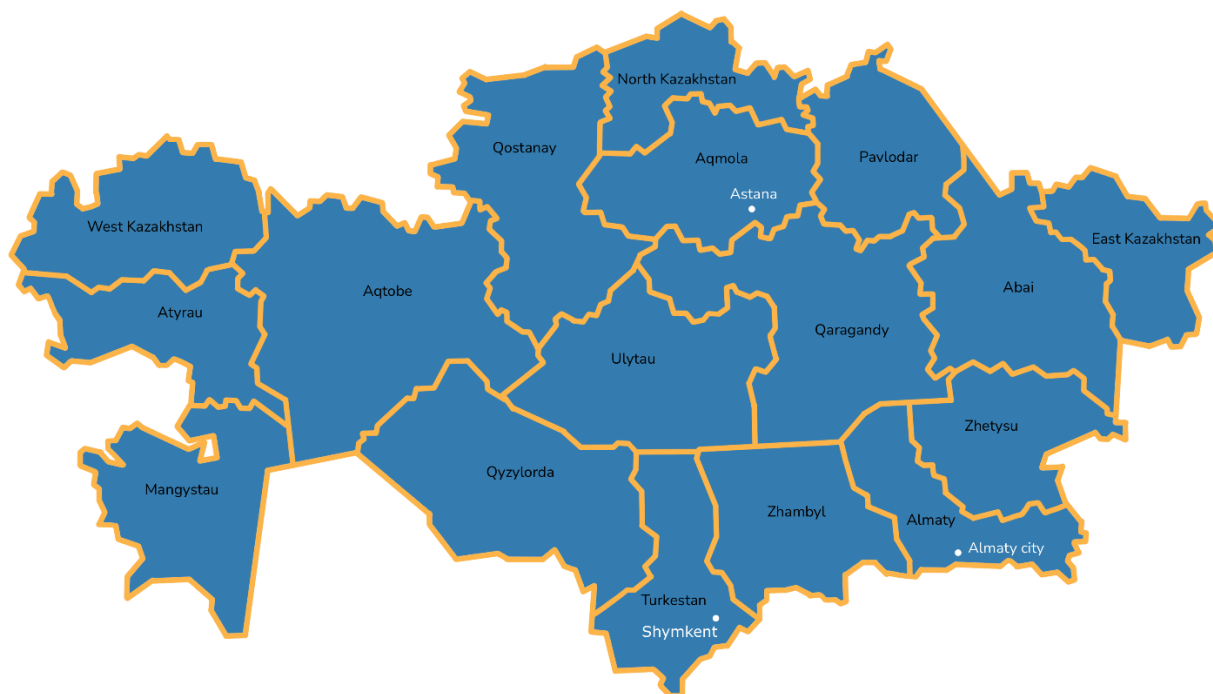 North Kazakhstan
Qostanay
Aqmola
Pavlodar
Astana
West Kazakhstan
East Kazakhstan
Aqtobe
Abai
Atyrau
Ulytau
Qaragandy
Zhetysu
Qyzylorda
Mangystau
Zhambyl
Almaty
Almaty city
Turkestan
Shymkent